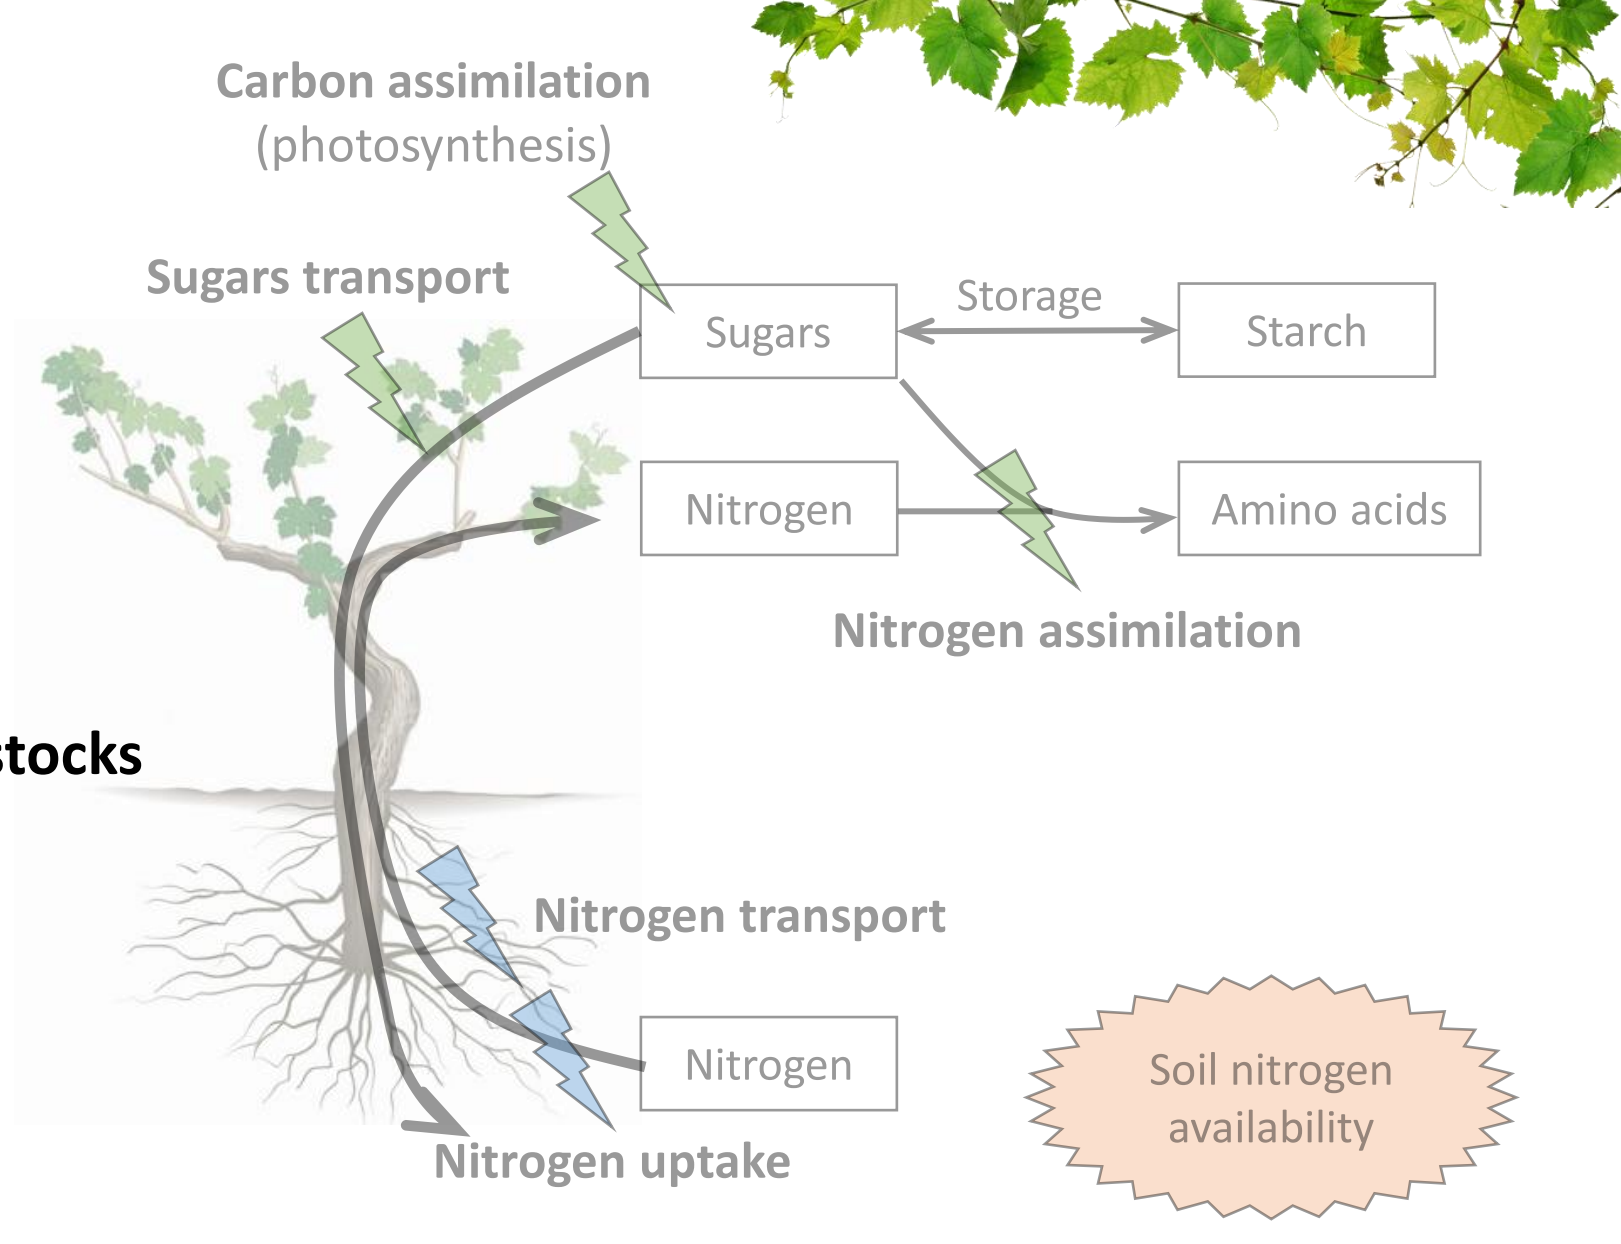 Carbon assimilation
(photosynthesis)
Sugars transport
Storage
Sugars
Starch
Nitrogen
Amino acids
Nitrogen assimilation
stocks
Nitrogen transport
Nitrogen
Soil nitrogen
availability
Nitrogen uptake